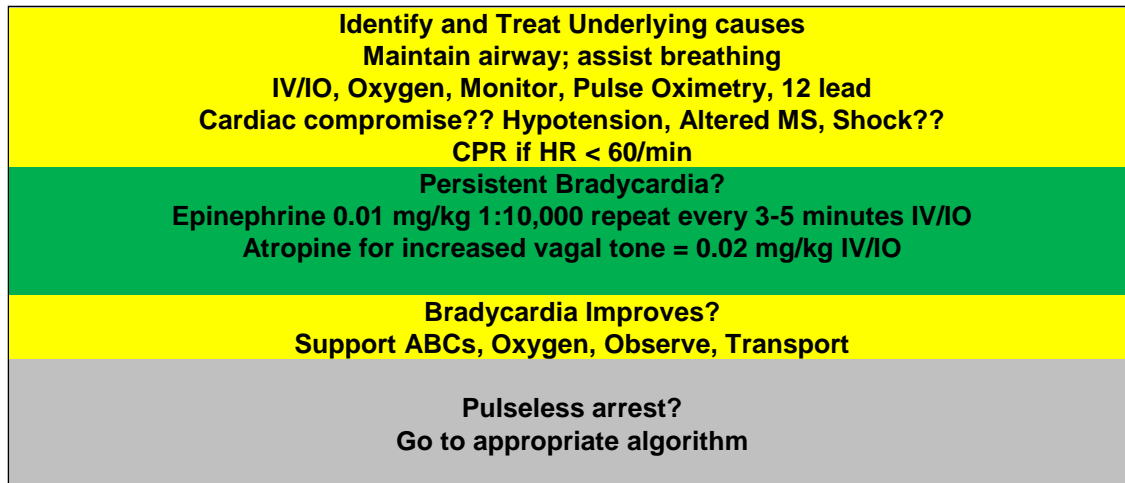 Identify and Treat Underlying causes
Maintain airway; assist breathing
IV/IO, Oxygen, Monitor, Pulse Oximetry, 12 lead
Cardiac compromise?? Hypotension, Altered MS, Shock??
CPR if HR < 60/min
Persistent Bradycardia?
Epinephrine 0.01 mg/kg 1:10,000 repeat every 3-5 minutes IV/IO
Atropine for increased vagal tone = 0.02 mg/kg IV/IO
Bradycardia Improves?
Support ABCs, Oxygen, Observe, Transport
Pulseless arrest?
Go to appropriate algorithm